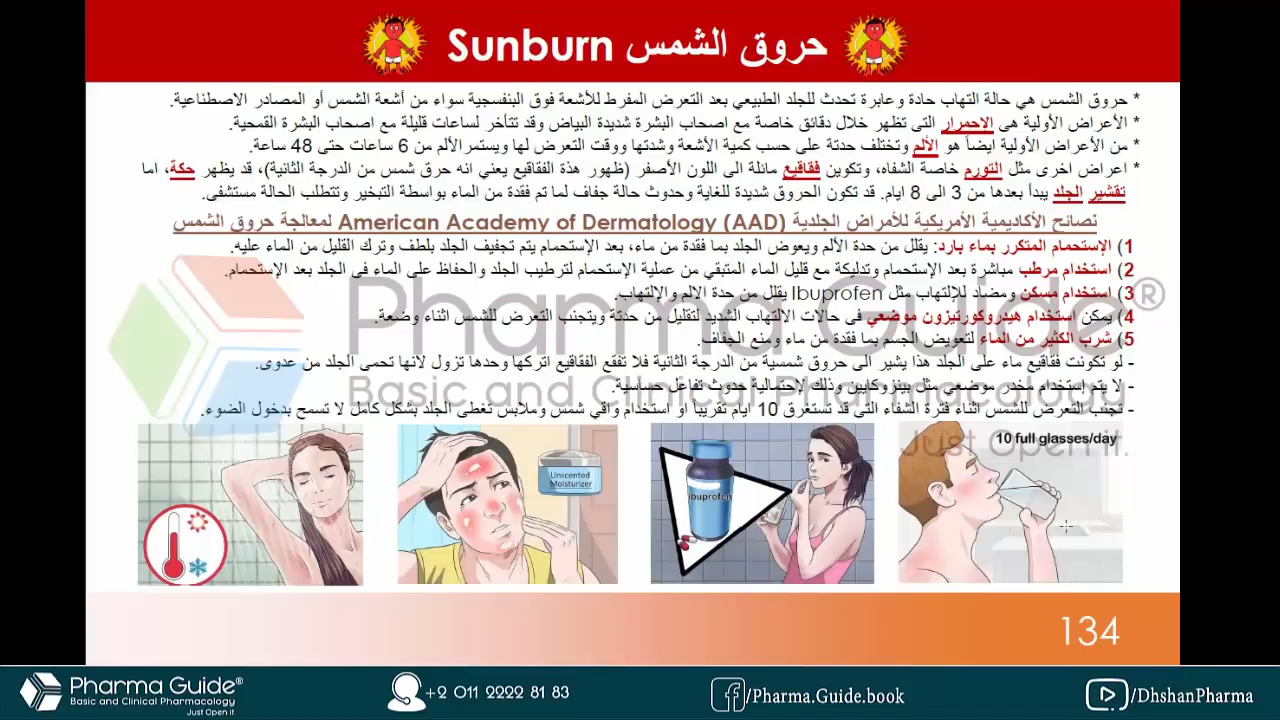 حروق الشمس Sunburn
* حروق الشمس هي حالة التهاب حادة وعابرة تحدث للجلد الطبيعي بعد التعرض المفرط للأشعة فوق البنفسجية سواء من أشعة الشمس أو المصادر الاصطناعية.
* الأعراض الأولية هى الاحمرار التى تظهر خلال دقائق خاصة مع اصحاب البشرة شديدة البياض وقد تتأخر لساعات قليلة مع اصحاب البشرة القمحية.
* من الأعراض الأولية ايضاً هو الألم وتختلف حدتة على حسب كمية الأشعة وشدتها ووقت التعرض لها ويستمرالألم من 6 ساعات حتى 48 ساعة.
* اعراض اخرى مثل التورم خاصة الشفاه، وتكوين فقاقيع مائلة الى اللون الأصفر (ظهور هذة الفقاقيع يعني انه حرق شمس من الدرجة الثانية)، قد يظهر حكة، اما
تقشير الجلد يبدأ بعدها من 3 الى 8 ايام. قد تكون الحروق شديدة للغاية وحدوث حالة جفاف لما تم فقدة من الماء بواسطة التبخير وتتطلب الحالة مستشفى.
نصائح الأكاديمية الأمريكية للأمراض الجلدية American Academy of Dermatology (AAD) لمعالجة حروق الشمس
1) الإستحمام المتكرر بماء بارد: يقلل من حدة الألم ويعوض الجلد بما فقدة من ماء، بعد الإستحمام يتم تجفيف الجلد بلطف وترك القليل من الماء عليه.
2) استخدام مرطب مباشرة بعد الإستحمام وتدليكة مع قليل الماء المتبقي من عملية الإستحمام لترطيب الجلد والحفاظ على الماء فى الجلد بعد الإستحمام.
3) استخدام مسكن ومضاد للإلتهاب مثل Ibuprofen يقلل من حدة الالم والإلتهاب.
4) يمكن استخدام هيدروكورتيزون موضعي فى حالات الالتهاب الشديد لتقليل من حدتة ويتجنب التعرض للشمس اثناء وضعة.
5) شرب الكثير من الماء لتعويض الجسم بما فقدة من ماء ومنع الجفاف.
- لو تكونت فقاقيع ماء على الجلد هذا يشير الى حروق شمسية من الدرجة الثانية فلا تفقع الفقاقيع اتركها وحدها تزول لانها تحمى الجلد من عدوى.
- لا يتم إستخدام مخدر موضعي مثل بينزوكايين وذلك لإحتمالية حدوث تفاعل حساسية.
- تجنب التعرض للشمس اثناء فترة الشفاء التى قد تستغرق 10 ايام تقريباً او استخدام واقي شمس وملابس تغطى الجلد بشكل كامل لا تسمح بدخول الضوء.
Pharma Guide®
Basic and Clinical Pharmacology
Just Open it.
Unscented
Moisturizer
Ibuprofen
10 full glasses/day
134
Pharma Guide®
Basic and Clinical Pharmacology
Just Open it.
+2 011 2222 81 83
/Pharma.Guide.book
/DhshanPharma